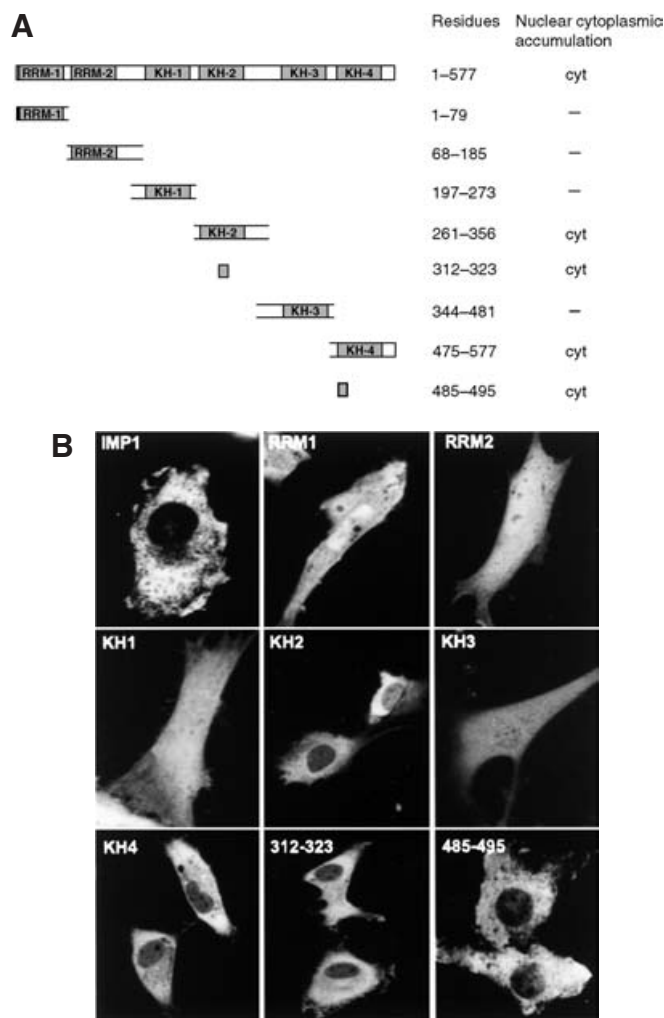 A
Residues Nuclear cytoplasmic
accumulation
RRM-1 RRM-2 KH-1 KH-2 KH-3 KH-4 1–577 cyt
RRM-1 1–79 –
RRM-2 68–185 –
KH-1 197–273 –
KH-2 261–356 cyt
312–323 cyt
KH-3 344–481 –
KH-4 475–577 cyt
485–495 cyt
B
IMP1 RRM1 RRM2
KH1 KH2 KH3
KH4 312-323 485-495